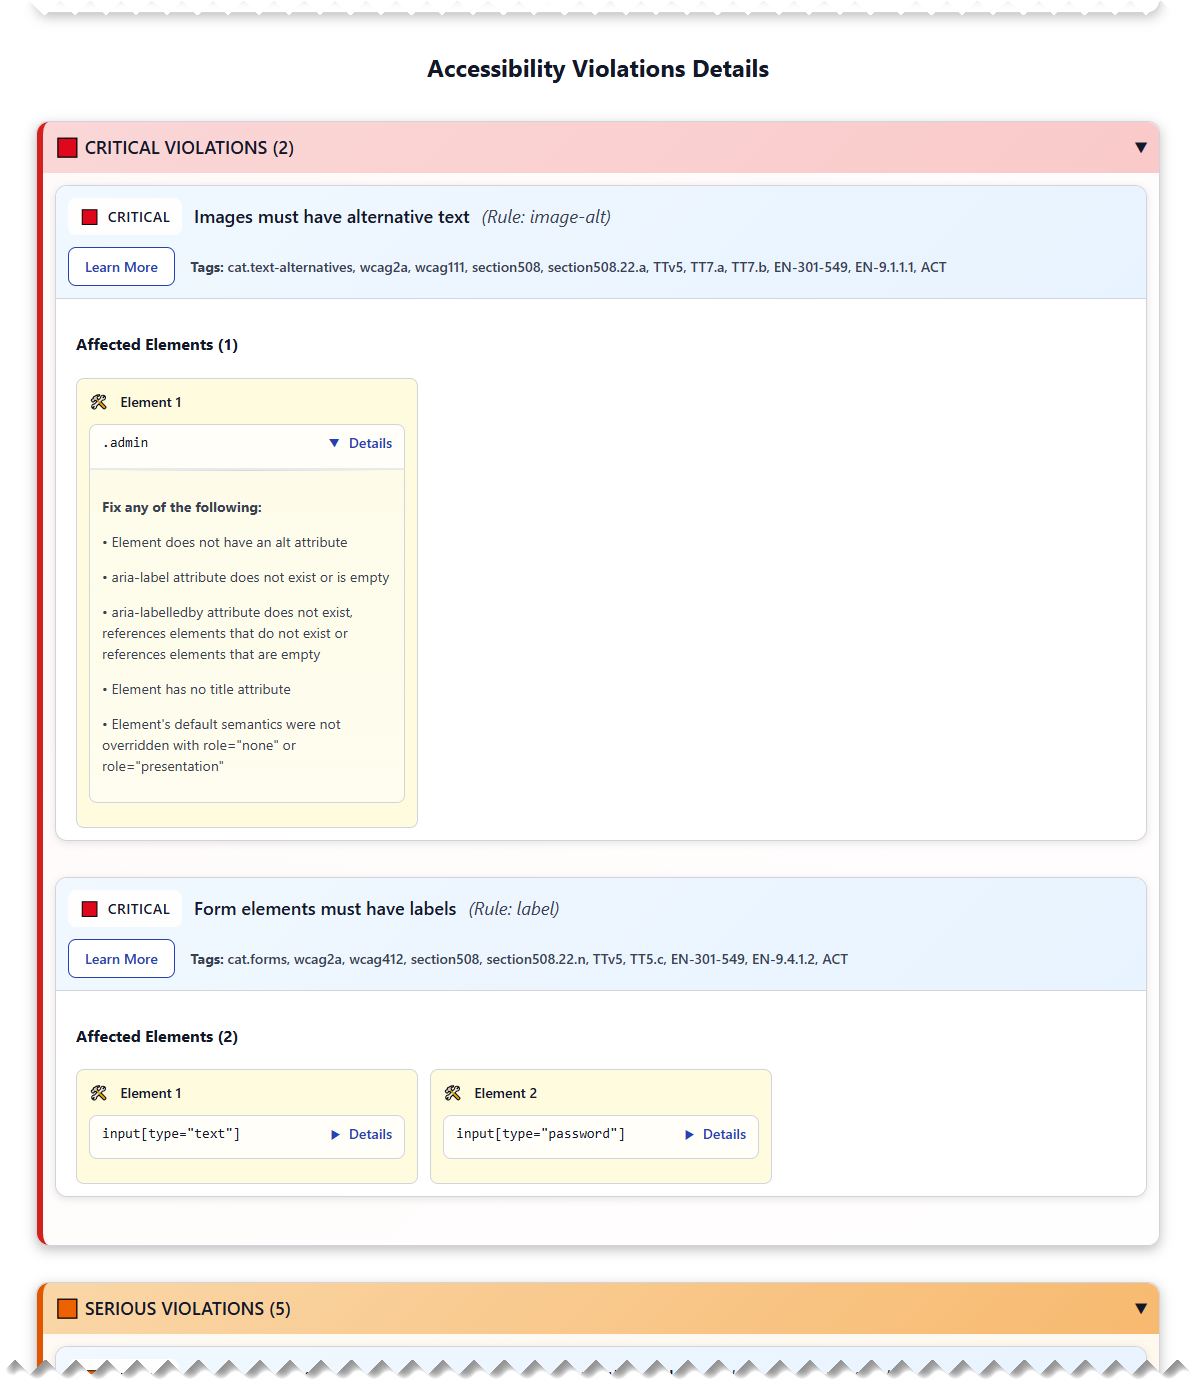 Accessibility Violations Details
CRITICAL VIOLATIONS (2)
CRITICAL Images must have alternative text (Rule: image-alt)
Learn More Tags: cat.text-alternatives, wcag2a, wcag111, section508, section508.22.a, TTv5, TT7.a, TT7.b, EN-301-549, EN-9.1.1.1, ACT
Affected Elements (1)
Element 1
.admin ▼ Details
Fix any of the following:
• Element does not have an alt attribute
• aria-label attribute does not exist or is empty
• aria-labelledby attribute does not exist,
references elements that do not exist or
references elements that are empty
• Element has no title attribute
• Element's default semantics were not
overridden with role="none" or
role="presentation"
CRITICAL Form elements must have labels (Rule: label)
Learn More Tags: cat.forms, wcag2a, wcag412, section508, section508.22.n, TTv5, TT5.c, EN-301-549, EN-9.4.1.2, ACT
Affected Elements (2)
Element 1
input[type="text"] ▶ Details
Element 2
input[type="password"] ▶ Details
SERIOUS VIOLATIONS (5)